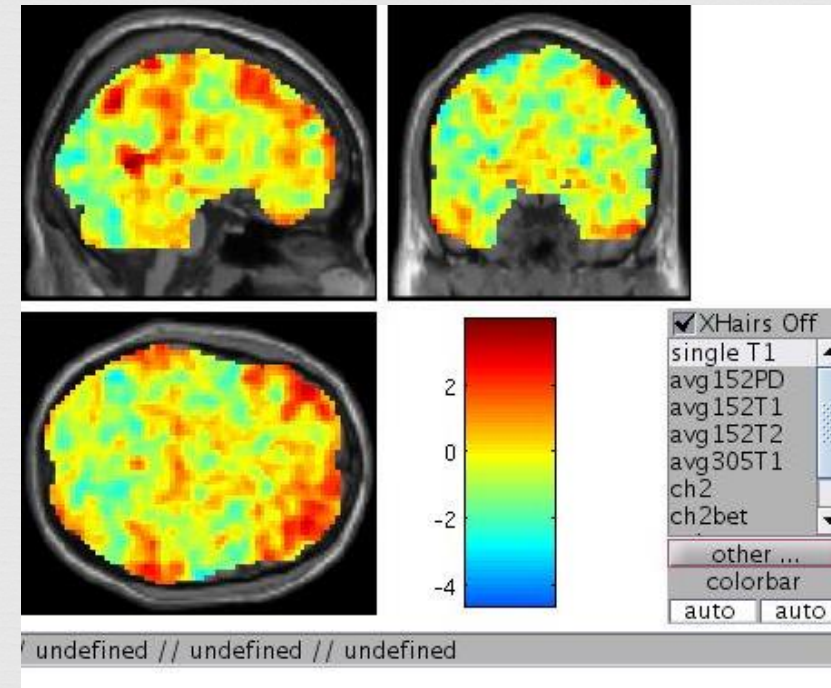 2
0
-2
-4
XHairs Off
single T1
avg152PD
avg152T1
avg152T2
avg305T1
ch2
ch2bet
other ...
colorbar
auto auto
/ undefined // undefined // undefined